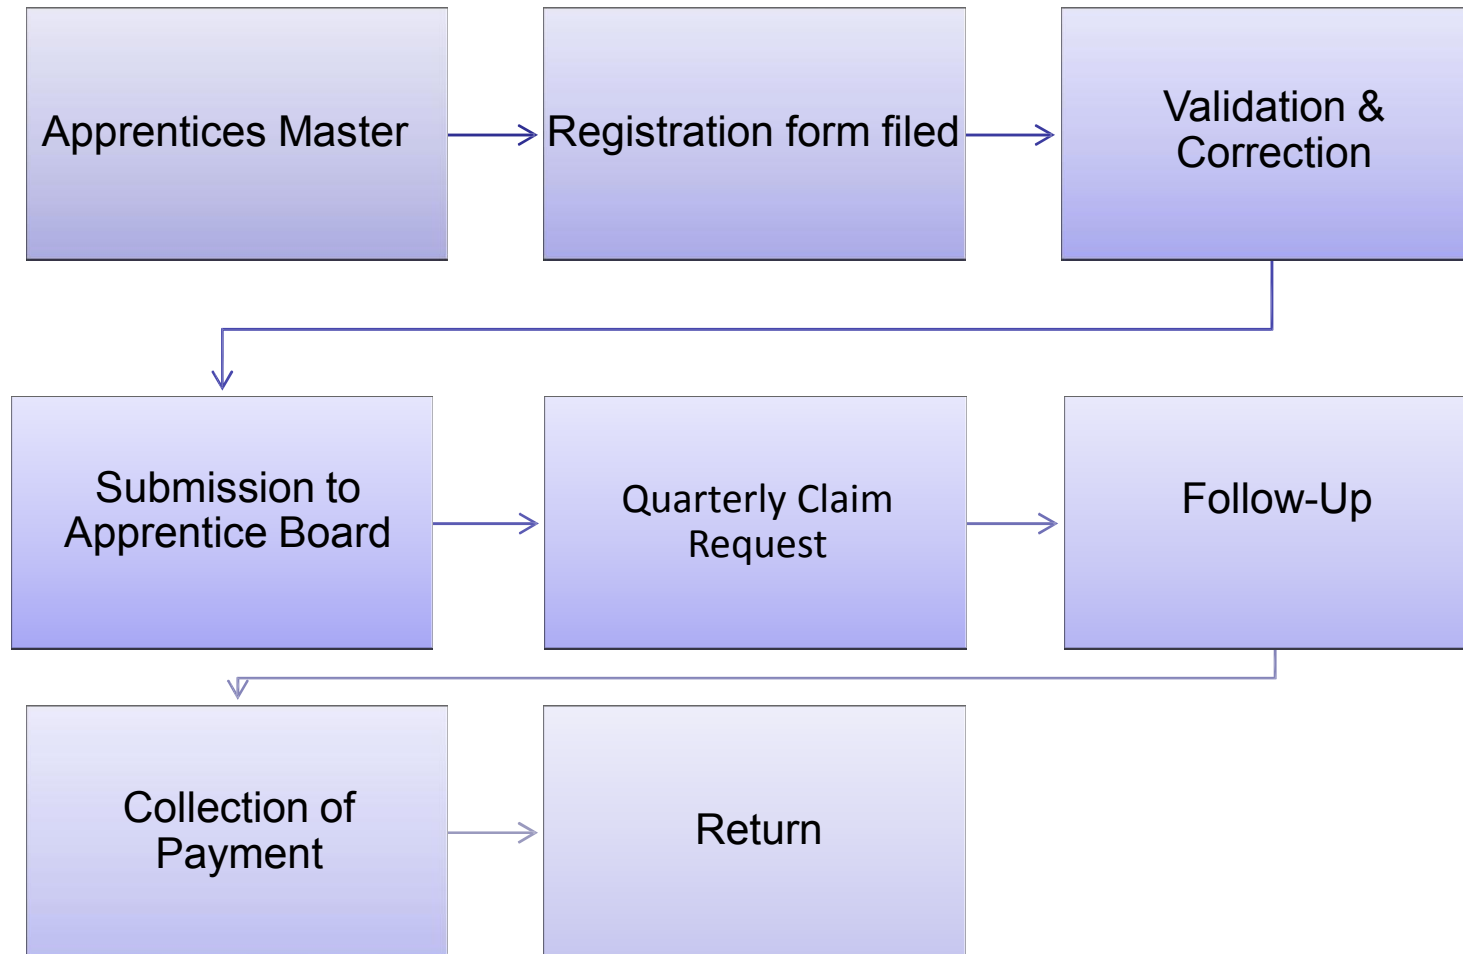 Apprentices Master
Registration form filed
Validation &
Correction
Submission to
Apprentice Board
Quarterly Claim
Request
Follow-Up
Collection of
Payment
Return